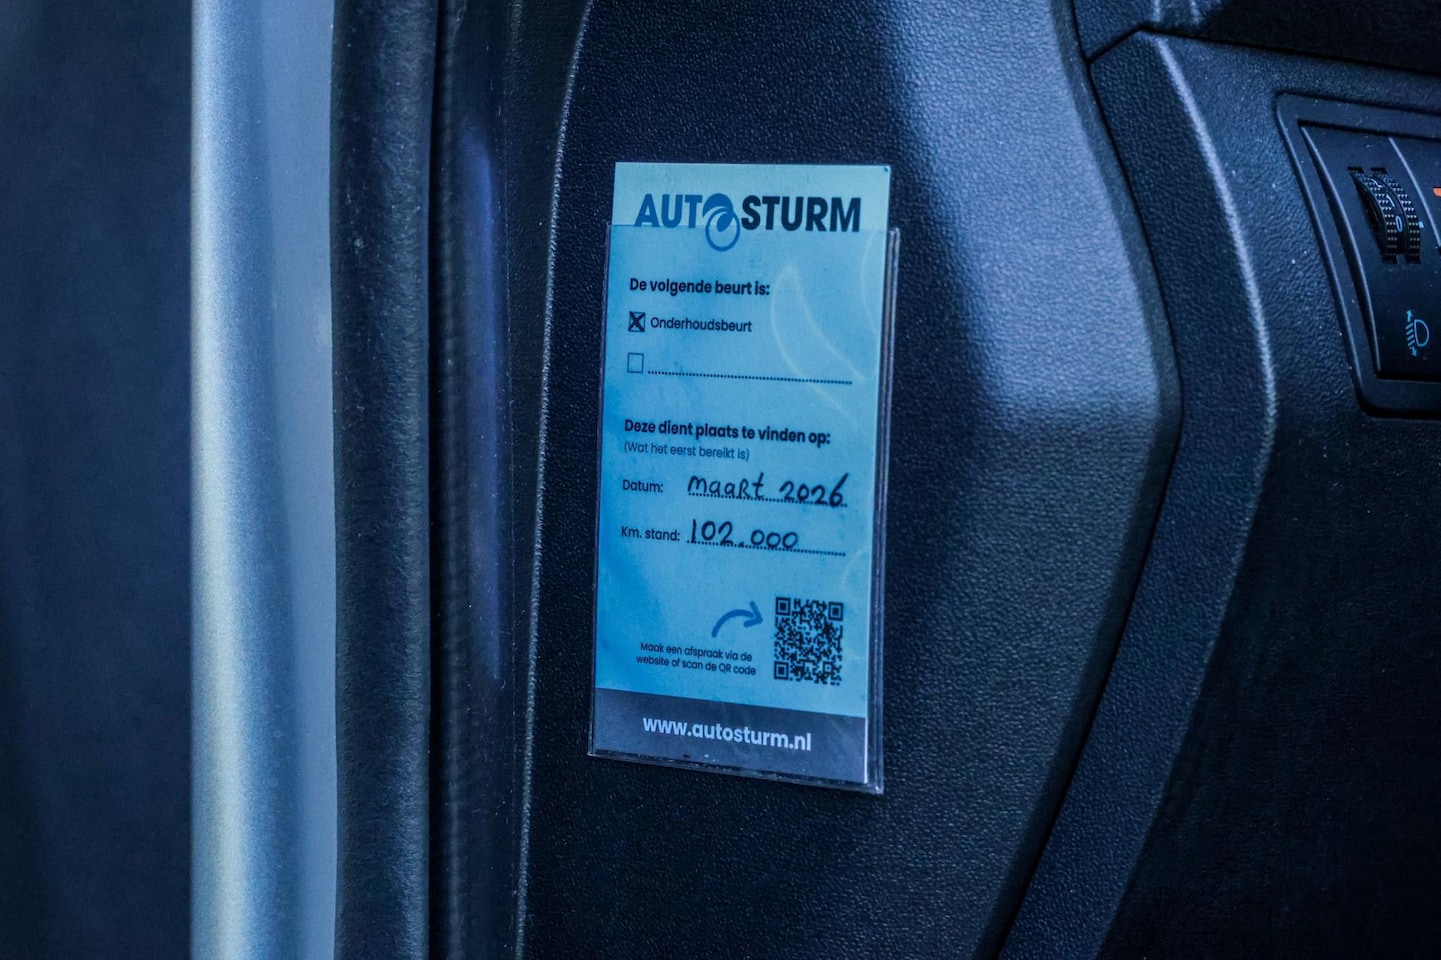 AUTOSTURM
De volgende beurt is:
Onderhoudsbeurt
Deze dient plaats te vinden op:
(Wat het eerst bereikt is)
Datum: maart 2026
Km. stand: 102.000
Maak een afspraak via de
website of scan de QR code
www.autosturm.nl